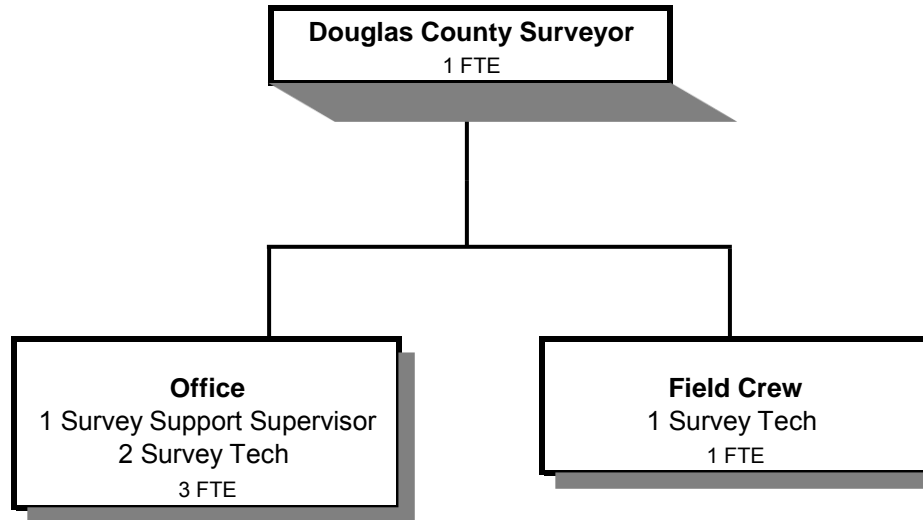 Douglas County Surveyor
1 FTE
Office
1 Survey Support Supervisor
2 Survey Tech
3 FTE
Field Crew
1 Survey Tech
1 FTE